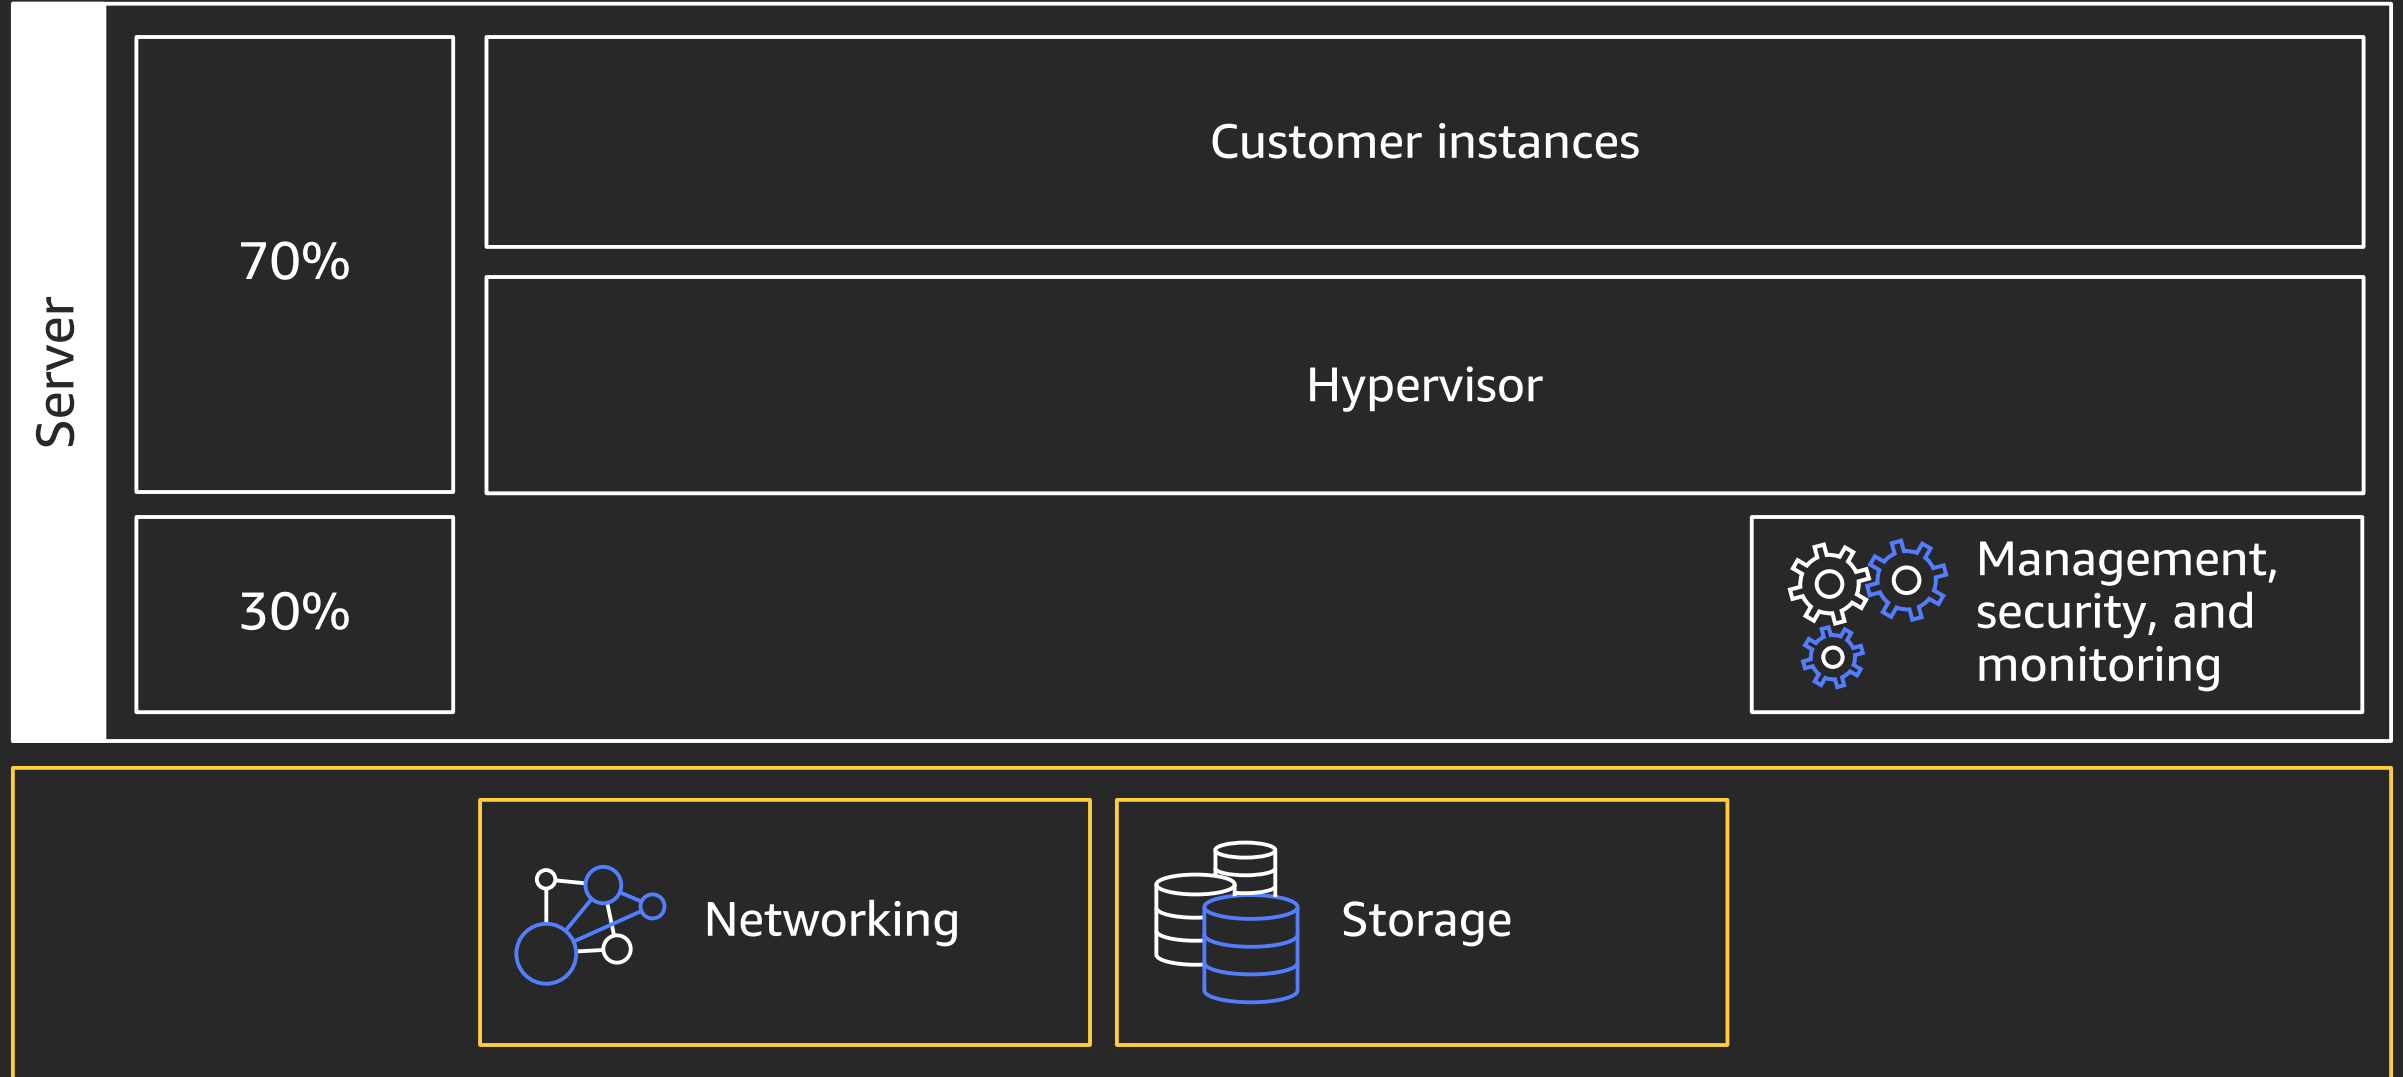 Server
70%
Customer instances
Hypervisor
30%
Management,
security, and
monitoring
Networking
Storage